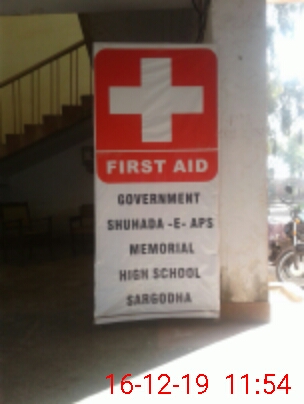 FIRST AID
GOVERNMENT
SHUHADA -E- APS
MEMORIAL
HIGH SCHOOL
SARGODHA
16-12-19 11:54